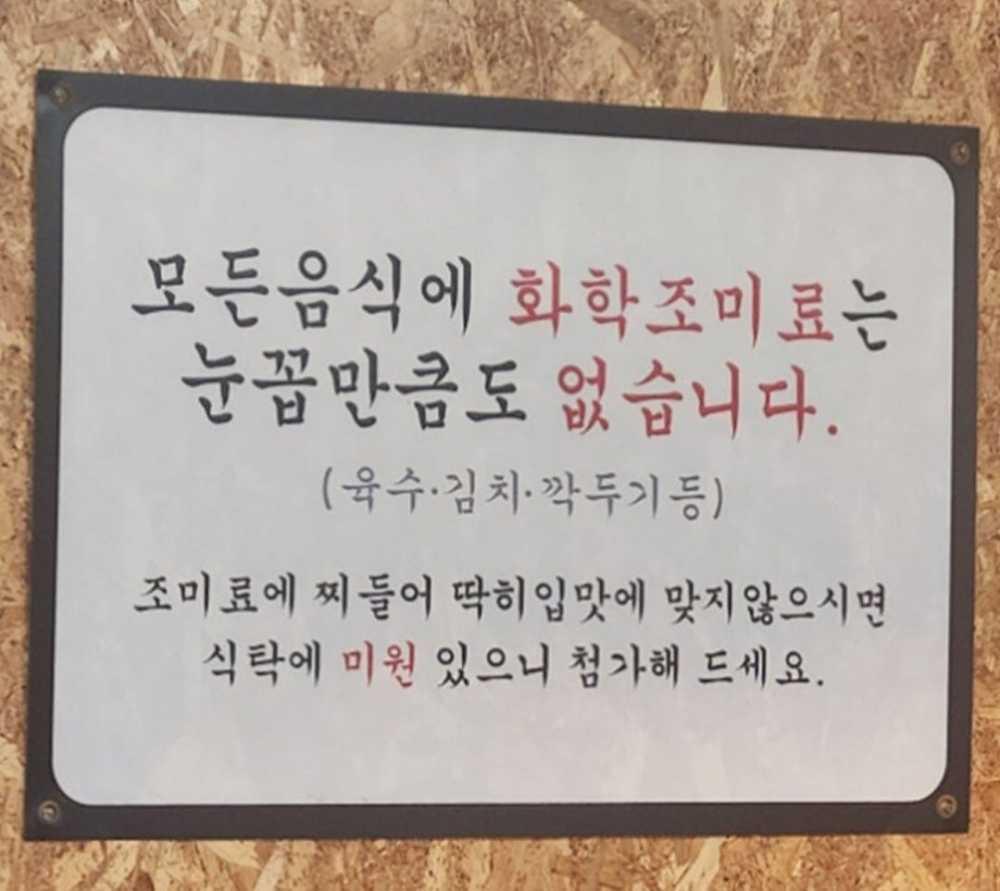 모든음식에 화학조미료는
눈꼽만큼도 없습니다.
(육수·김치·깍두기등)
조미료에 찌들어 딱히입맛에 맞지않으시면
식탁에 미원 있으니 첨가해 드세요.